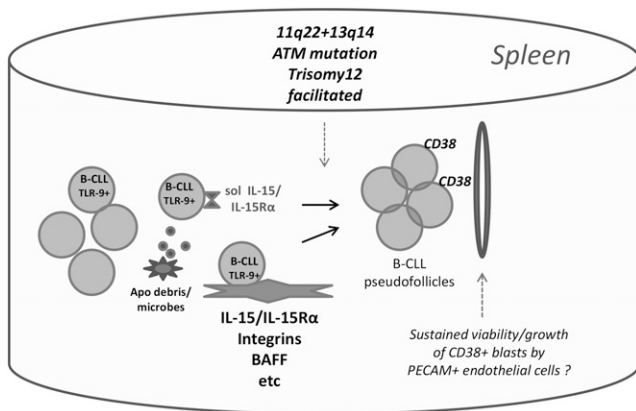 11q22+13q14
ATM mutation
Trisomy12
facilitated
Spleen
CD38
CD38
B-CLL
TLR-9+
B-CLL
TLR-9+
sol IL-15/
IL-15Rα
B-CLL
TLR-9+
Apo debris/
microbes
B-CLL
pseudofollicles
IL-15/IL-15Rα
Integrins
BAFF
etc
Sustained viability/growth
of CD38+ blasts by
PECAM+ endothelial cells ?